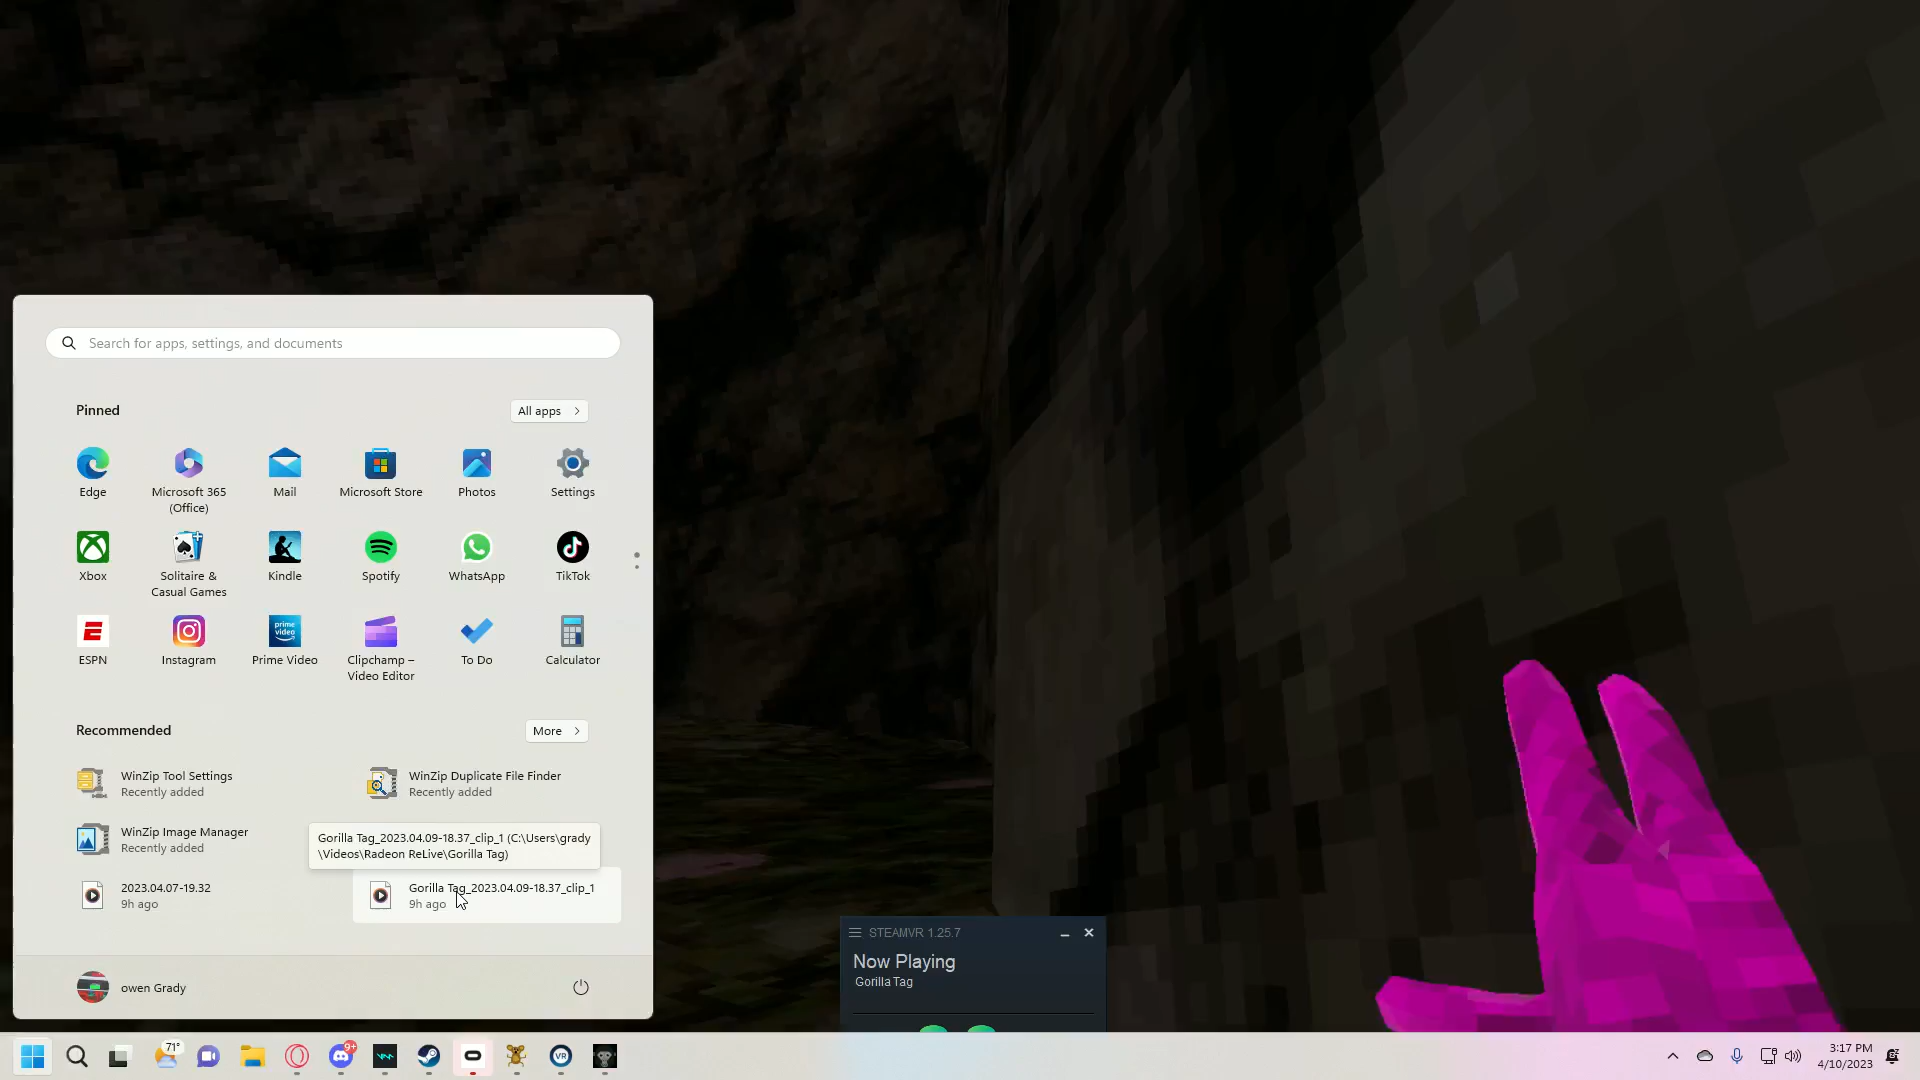 Search for apps, settings, and documents
Pinned
All apps
Edge
Microsoft 365
(Office)
Mail
Microsoft Store
Photos
Settings
Xbox
Solitaire &
Casual Games
Kindle
Spotify
WhatsApp
TikTok
ESPN
Instagram
prime
video
Prime Video
Clipchamp –
Video Editor
To Do
Calculator
Recommended
More
WinZip Tool Settings
Recently added
WinZip Duplicate File Finder
Recently added
WinZip Image Manager
Recently added
Gorilla Tag_2023.04.09-18.37_clip_1 (C:\Users\grady
\Videos\Radeon ReLive\Gorilla Tag)
2023.04.07-19.32
9h ago
Gorilla Tag_2023.04.09-18.37_clip_1
9h ago
owen Grady
STEAMVR 1.25.7
Now Playing
Gorilla Tag
71°
9+
VR
3:17 PM
4/10/2023